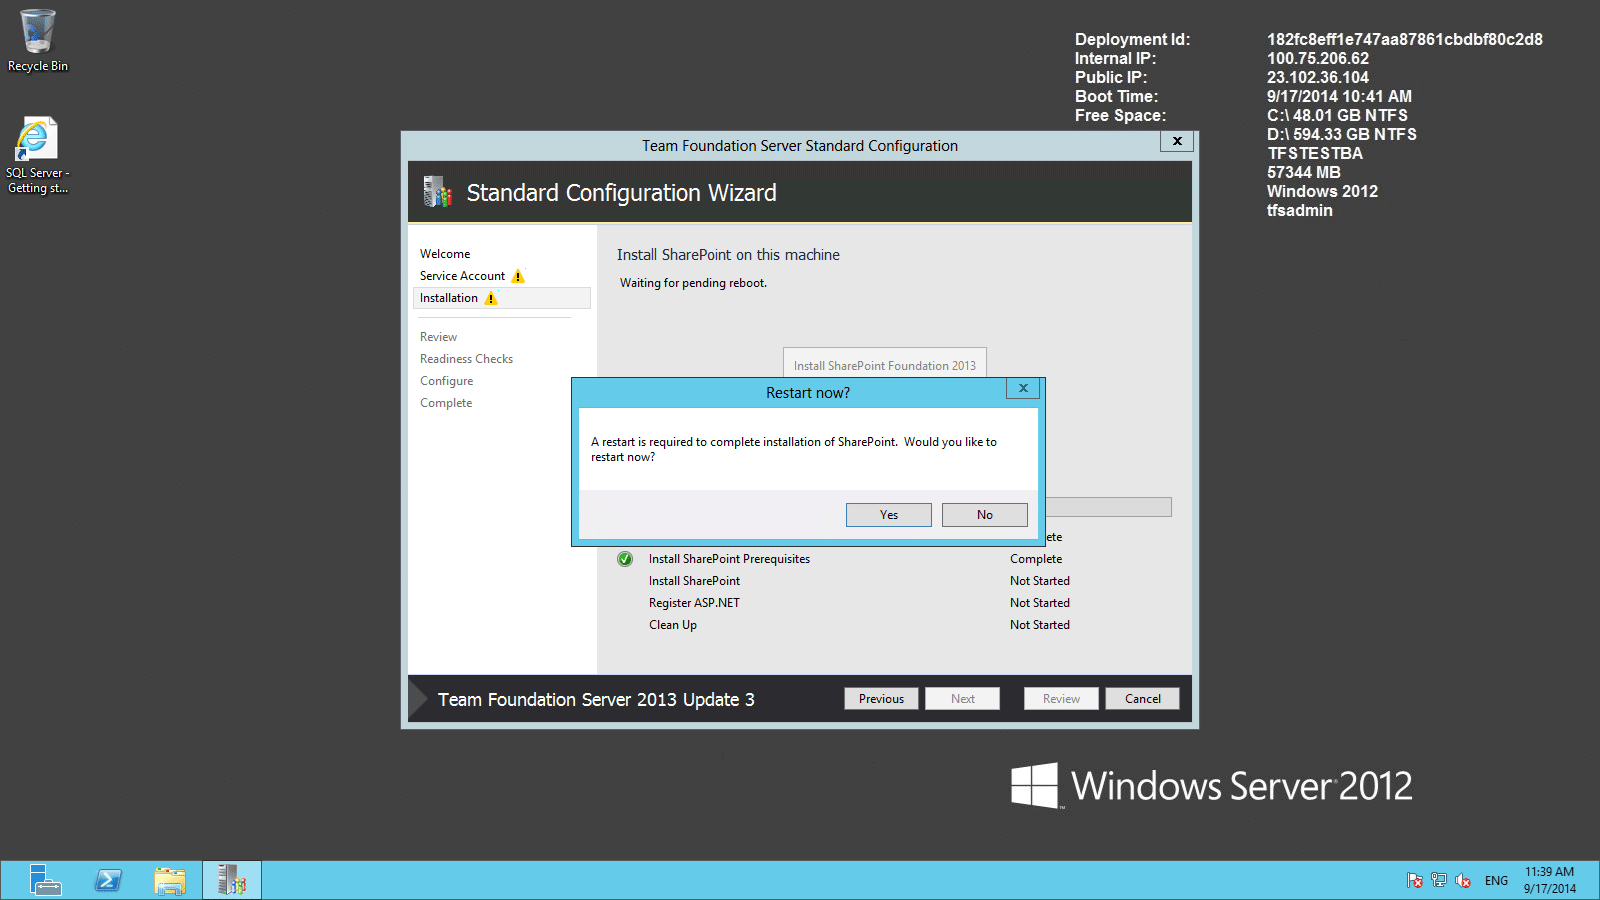 Recycle Bin
SQL Server -
Getting st...
Deployment Id: 182fc8eff1e747aa87861cbdbf80c2d8
Internal IP: 100.75.206.62
Public IP: 23.102.36.104
Boot Time: 9/17/2014 10:41 AM
Free Space: C:\ 48.01 GB NTFS
D:\ 594.33 GB NTFS
TFSTESTBA
57344 MB
Windows 2012
tfsadmin
Team Foundation Server Standard Configuration
x
Standard Configuration Wizard
Welcome
Service Account
Installation
Review
Readiness Checks
Configure
Complete
Install SharePoint on this machine
Waiting for pending reboot.
Install SharePoint Foundation 2013
Restart now?
x
A restart is required to complete installation of SharePoint.  Would you like to
restart now?
Yes No
ete
Install SharePoint Prerequisites Complete
Install SharePoint Not Started
Register ASP.NET Not Started
Clean Up Not Started
Team Foundation Server 2013 Update 3
Previous Next Review Cancel
Windows Server 2012
ENG
11:39 AM
9/17/2014